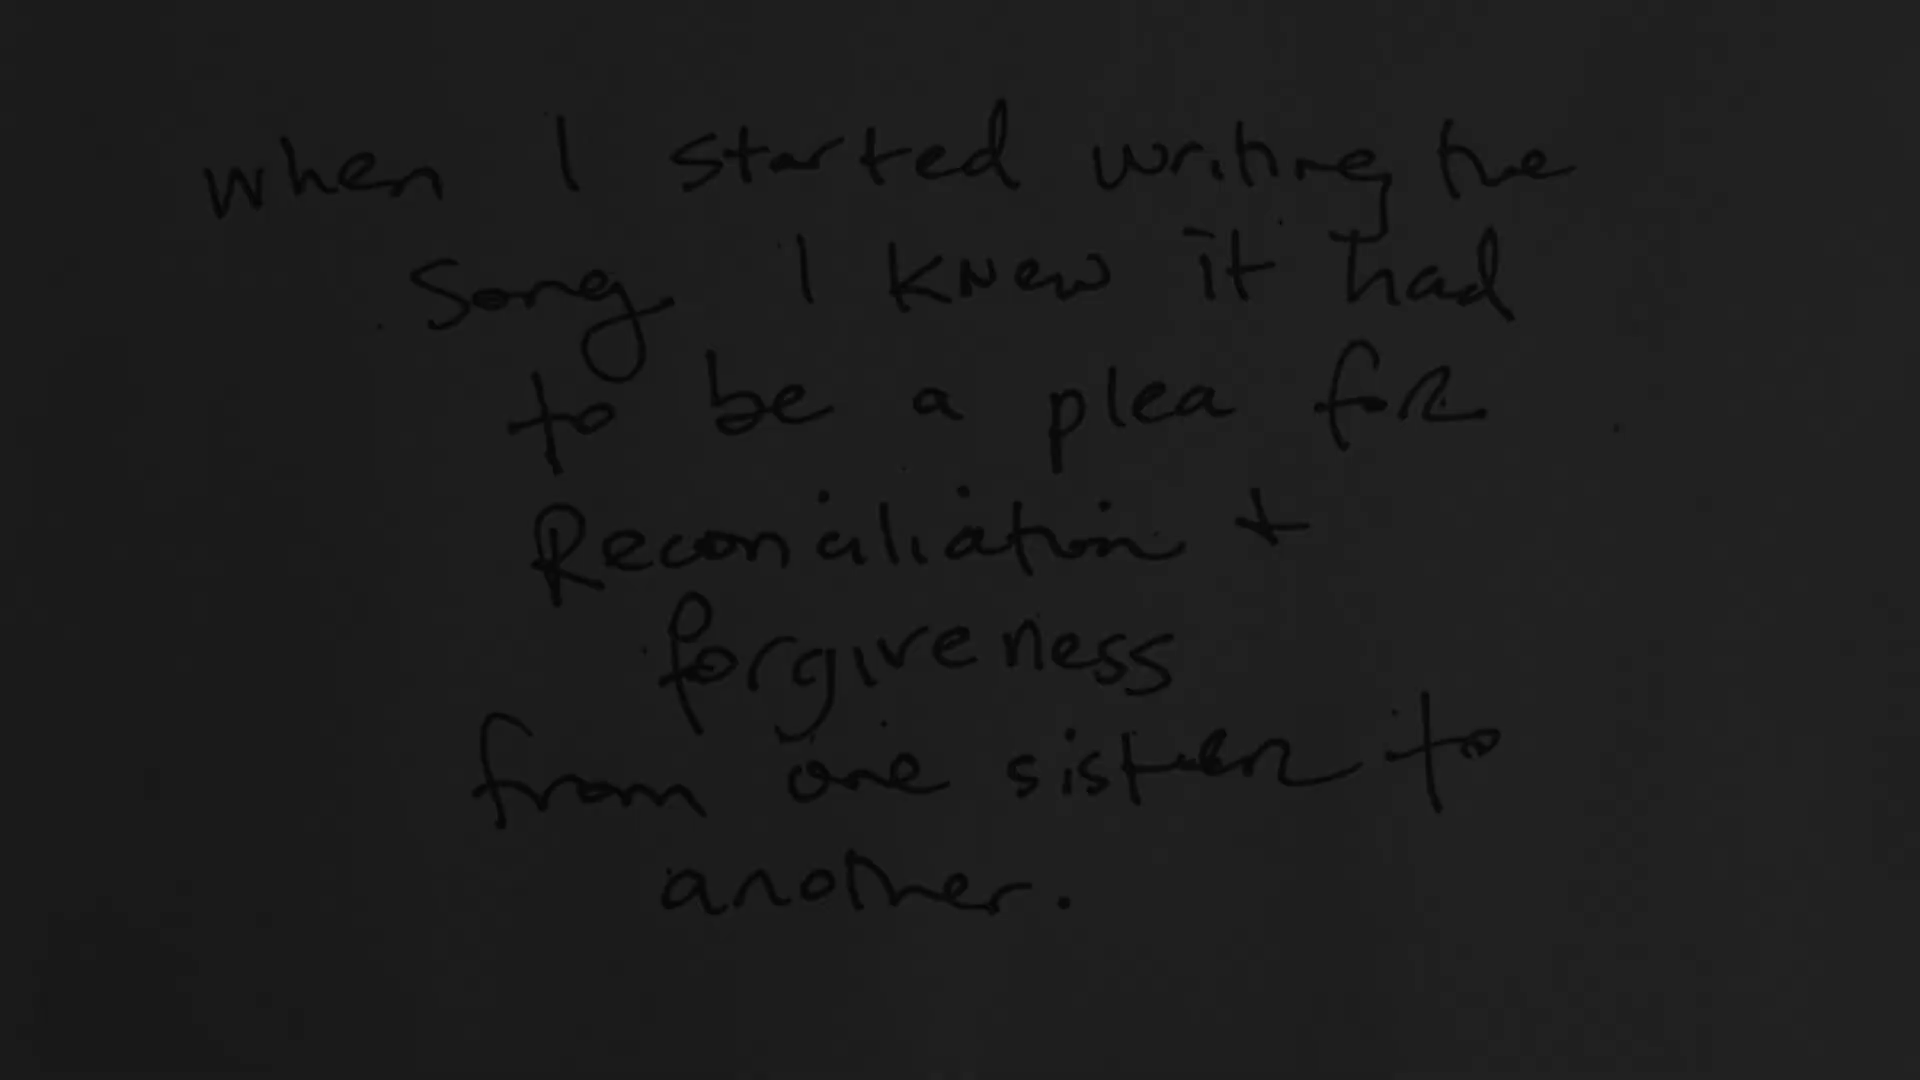 when I started writing the
song I knew it had
to be a plea for
Reconciliation +
forgiveness
from one sister to
another.